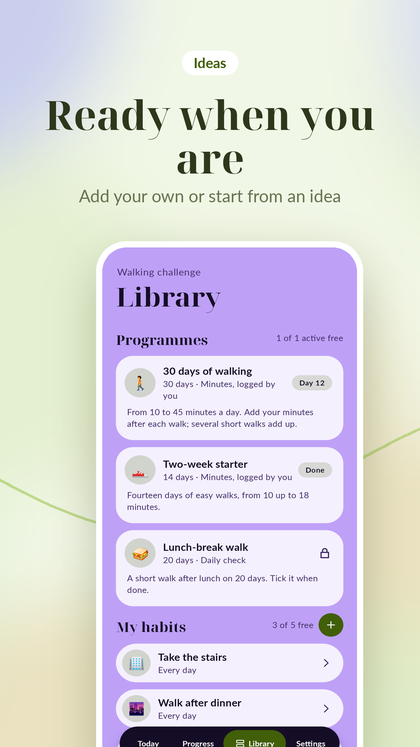 Ideas
Ready when you
are
Add your own or start from an idea
Walking challenge
Library
Programmes
1 of 1 active free
30 days of walking
30 days · Minutes, logged by
you
Day 12
From 10 to 45 minutes a day. Add your minutes
after each walk; several short walks add up.
Two-week starter
14 days · Minutes, logged by you
Done
Fourteen days of easy walks, from 10 up to 18
minutes.
Lunch-break walk
20 days · Daily check
A short walk after lunch on 20 days. Tick it when
done.
My habits
3 of 5 free
Take the stairs
Every day
Walk after dinner
Every day
Today
Progress
Library
Settings